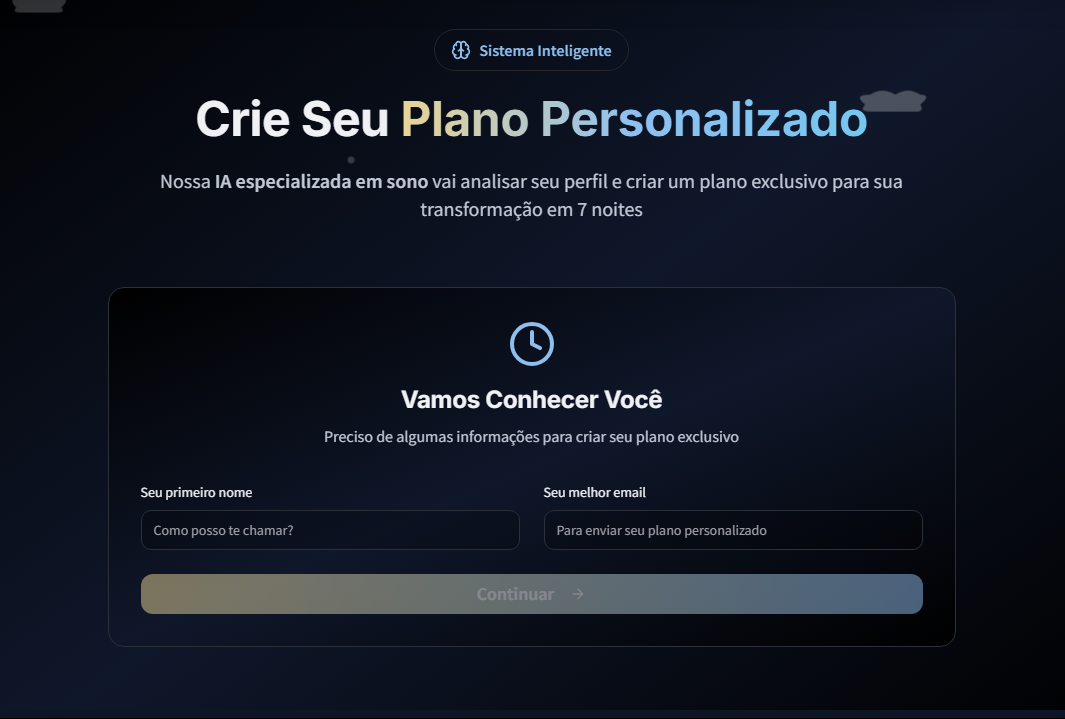 Sistema Inteligente
Crie Seu Plano Personalizado
Nossa IA especializada em sono vai analisar seu perfil e criar um plano exclusivo para sua
transformação em 7 noites
Vamos Conhecer Você
Preciso de algumas informações para criar seu plano exclusivo
Seu primeiro nome
Seu melhor email
Como posso te chamar?
Para enviar seu plano personalizado
Continuar →